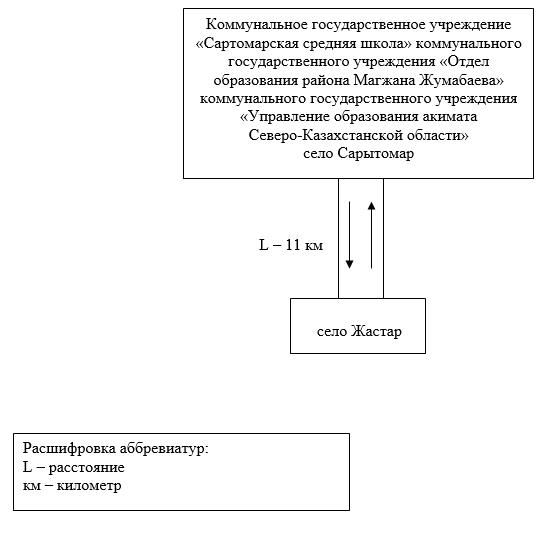 Коммунальное государственное учреждение
«Сартомарская средняя школа» коммунального
государственного учреждения «Отдел
образования района Магжана Жумабаева»
коммунального государственного учреждения
«Управление образования акимата
Северо-Казахстанской области»
село Сарытомар
L – 11 км
село Жастар
Расшифровка аббревиатур:
L – расстояние
км – километр